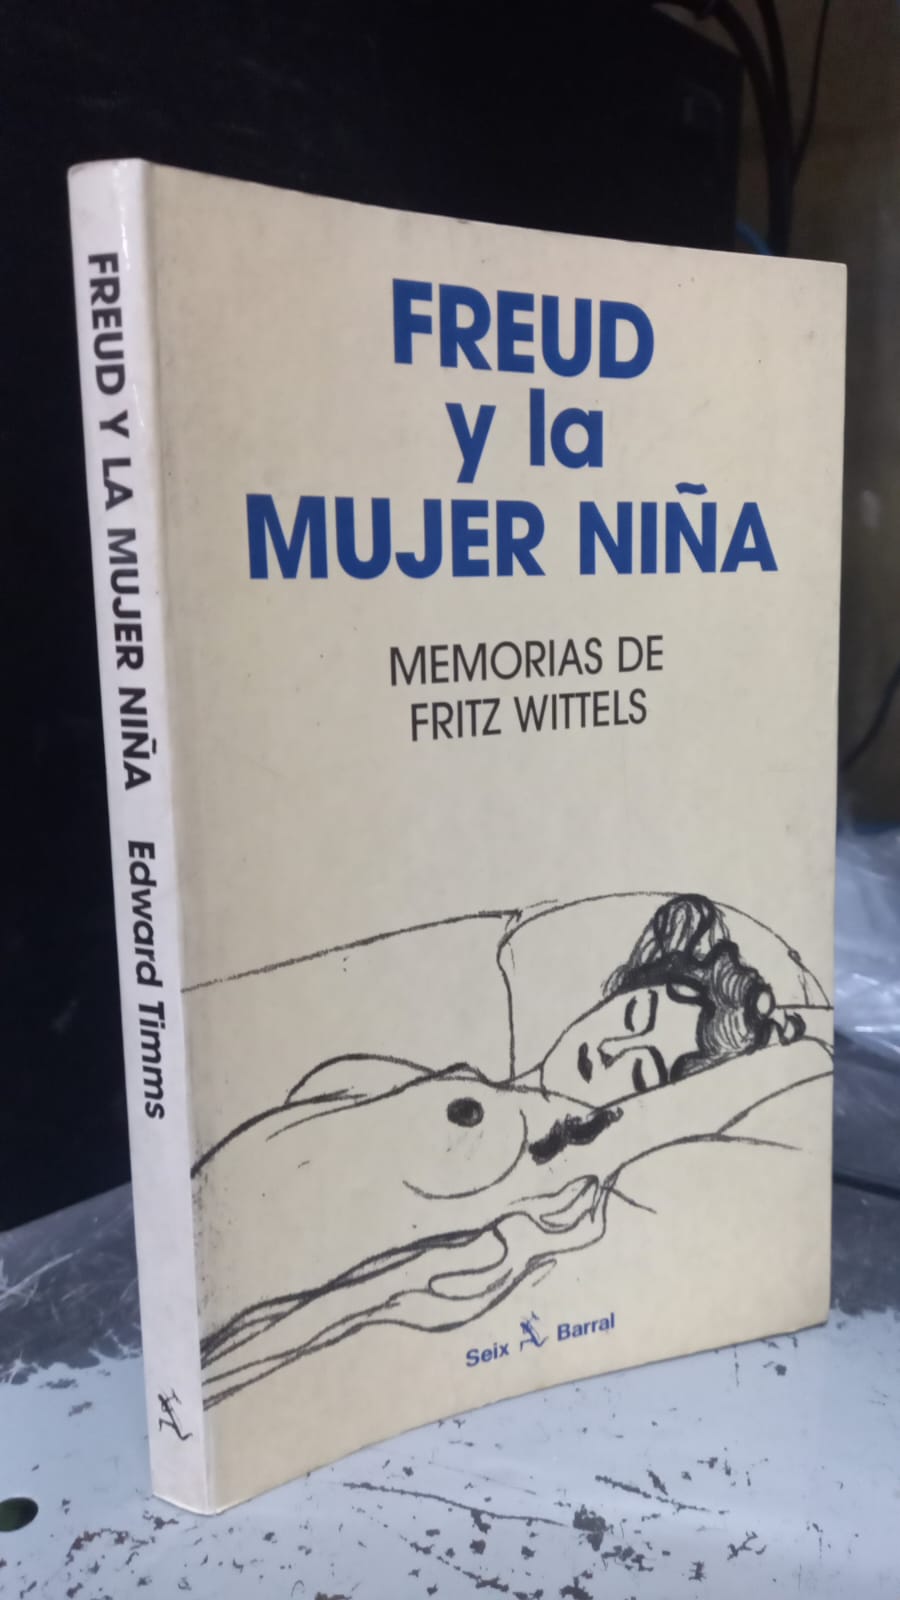 FREUD
y la
MUJER NIÑA
MEMORIAS DE
FRITZ WITTELS
Seix Barral
FREUD Y LA MUJER NIÑA Edward Timms